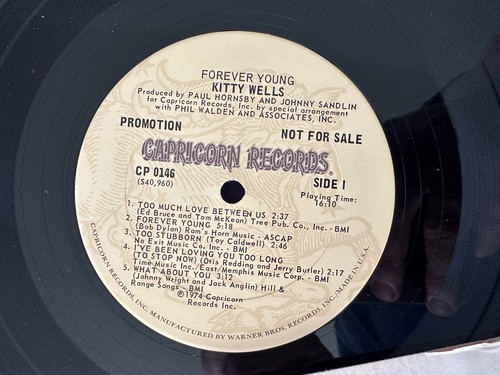 FOREVER YOUNG
KITTY WELLS
Produced by PAUL HORNSBY AND JOHNNY SANDLIN
for Capricorn Records, Inc. by special arrangement
with PHIL WALDEN AND ASSOCIATES, INC.
PROMOTION
NOT FOR SALE
CAPRICORN RECORDS.
CP 0146
(S40,960)
SIDE 1
Playing Time:
16:10
1. TOO MUCH LOVE BETWEEN US 2:37
(Ed Bruce and Tom McKeon) Tree Pub. Co., Inc. - BMI
2. FOREVER YOUNG 5:18
(Bob Dylan) Ram's Horn Music - ASCAP
3. TOO STUBBORN (Toy Caldwell) 2:46
No Exit Music Co. Inc. - BMI
4. I'VE BEEN LOVING YOU TOO LONG
(TO STOP NOW) (Otis Redding and Jerry Butler) 2:17
Time Music Inc./East/Memphis Music Corp. - BMI
5. WHAT ABOUT YOU 3:12
(Johnny Wright and Jack Anglin) Hill &
Range Songs - BMI
℗ 1974 Capricorn
Records Inc.
CAPRICORN RECORDS, INC. MANUFACTURED BY WARNER BROS. RECORDS, INC./MADE IN U.S.A.